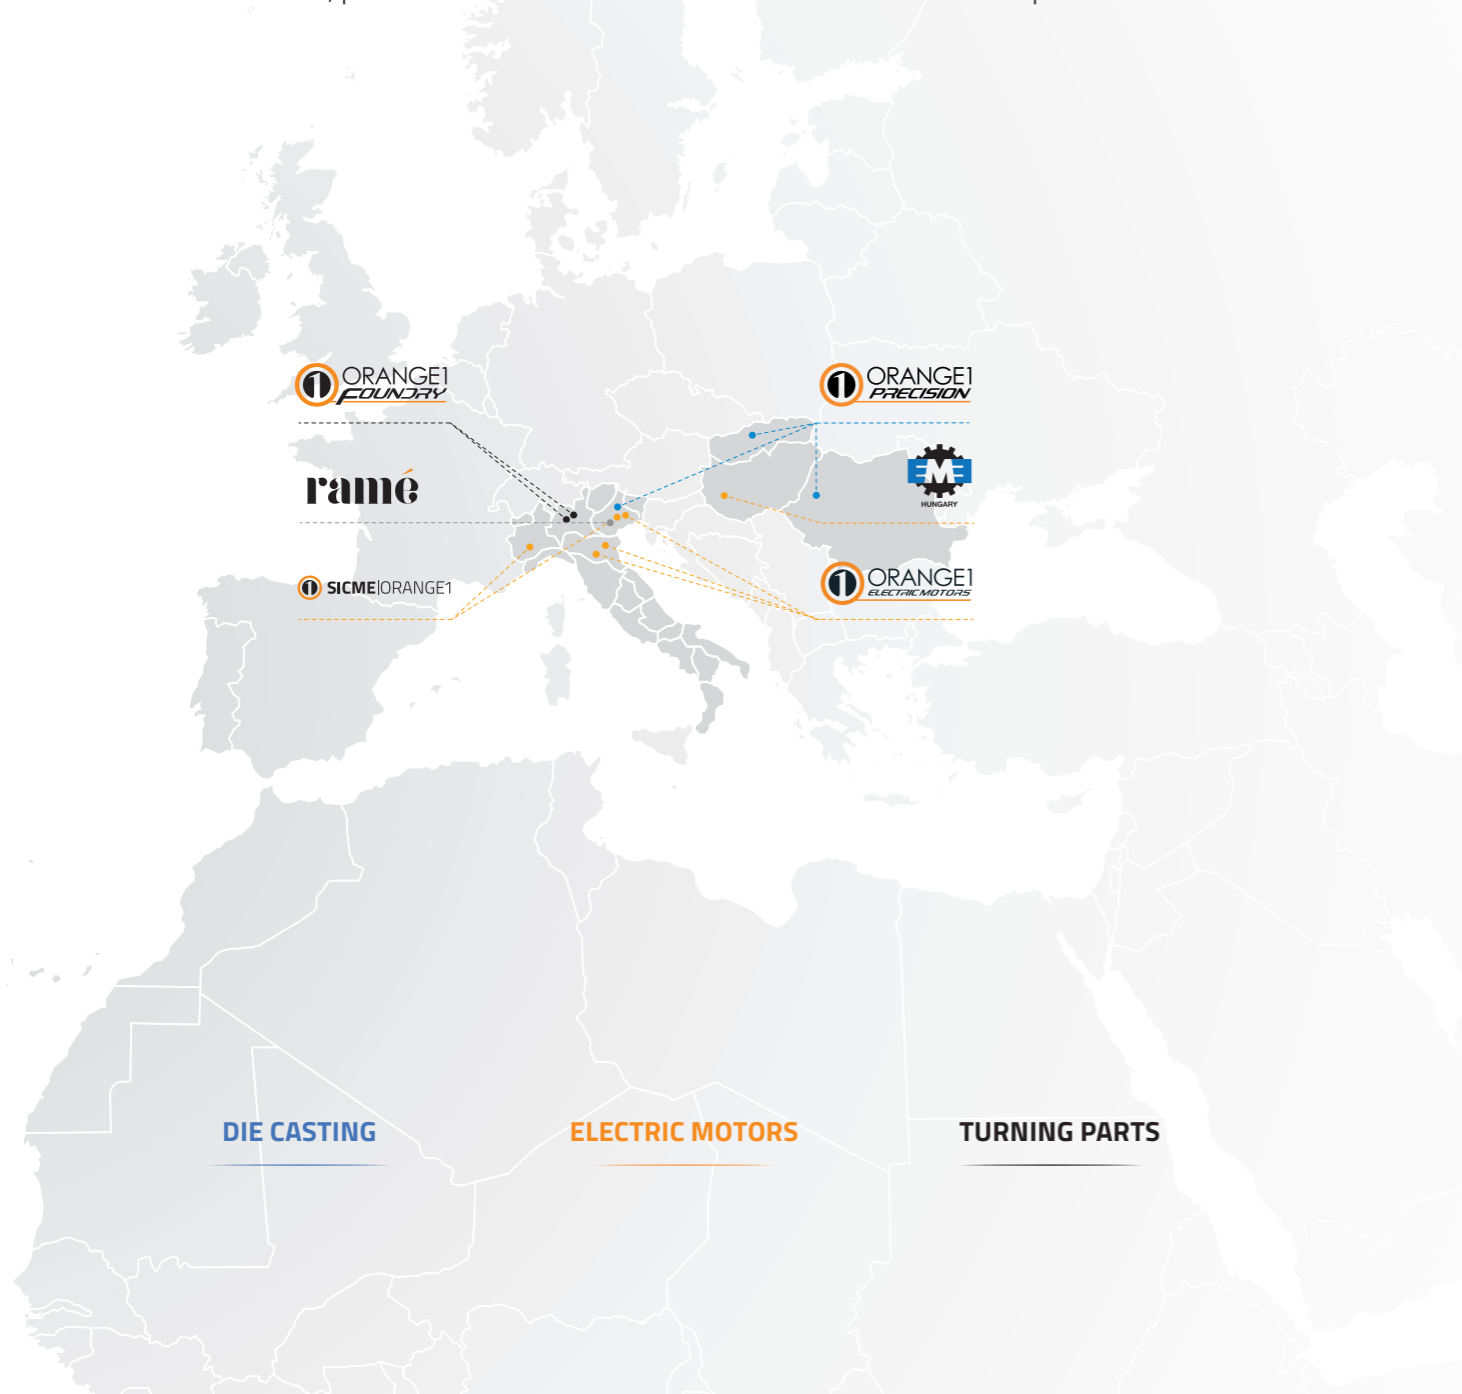 ORANGE1
FOUNDRY
ORANGE1
PRECISION
ramé
EME
HUNGARY
SICME|ORANGE1
ORANGE1
ELECTRIC MOTORS
DIE CASTING
ELECTRIC MOTORS
TURNING PARTS